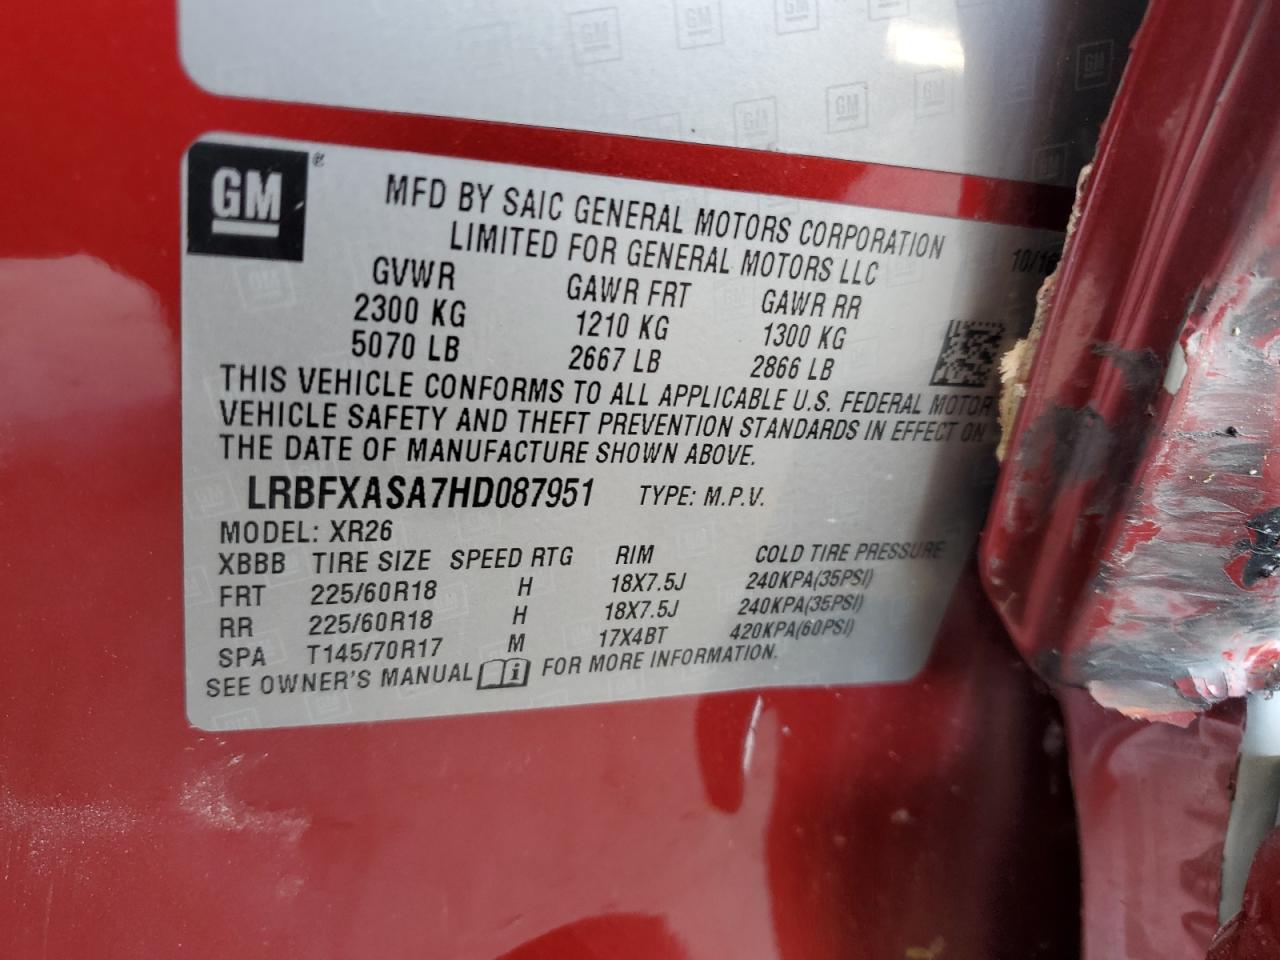 GM®
MFD BY SAIC GENERAL MOTORS CORPORATION
LIMITED FOR GENERAL MOTORS LLC
10/16
GVWR GAWR FRT GAWR RR
2300 KG 1210 KG 1300 KG
5070 LB 2667 LB 2866 LB
THIS VEHICLE CONFORMS TO ALL APPLICABLE U.S. FEDERAL MOTOR
VEHICLE SAFETY AND THEFT PREVENTION STANDARDS IN EFFECT ON
THE DATE OF MANUFACTURE SHOWN ABOVE.
LRBFXASA7HD087951 TYPE: M.P.V.
MODEL: XR26
XBBB TIRE SIZE SPEED RTG RIM COLD TIRE PRESSURE
FRT 225/60R18 H 18X7.5J 240KPA(35PSI)
RR 225/60R18 H 18X7.5J 240KPA(35PSI)
SPA T145/70R17 M 17X4BT 420KPA(60PSI)
SEE OWNER'S MANUAL i FOR MORE INFORMATION.